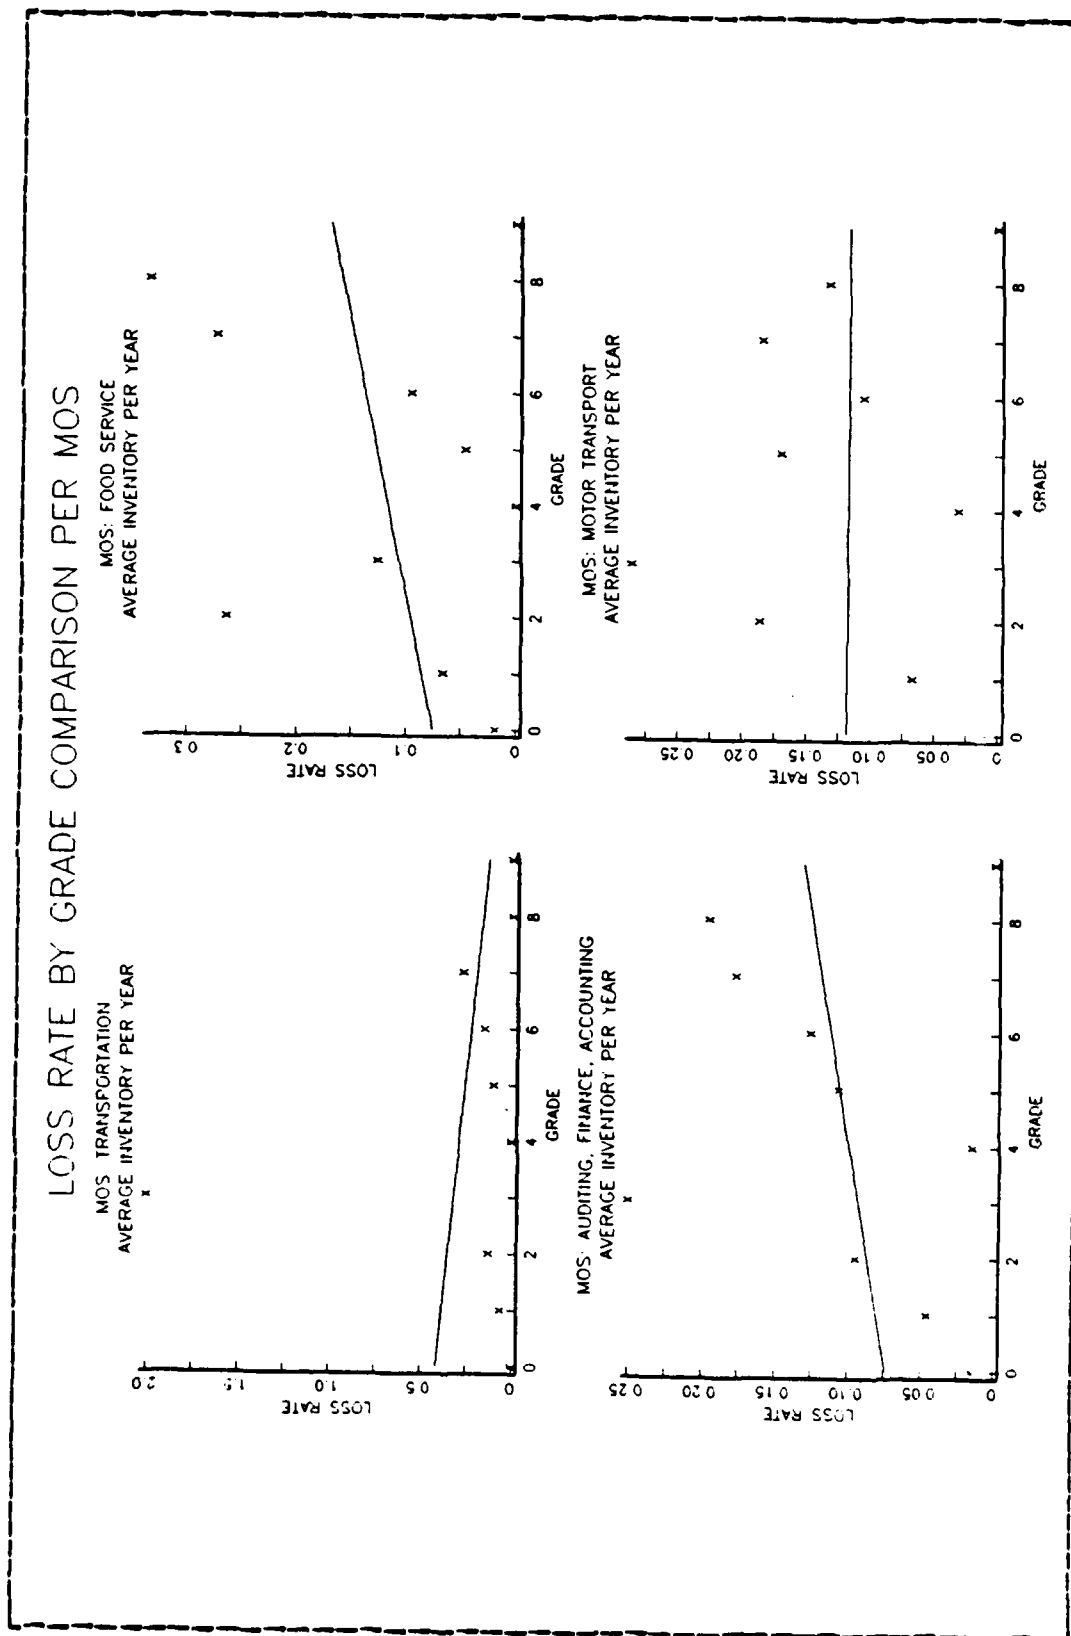 LOSS RATE BY GRADE COMPARISON PER MOS
MOS TRANSPORTATION
AVERAGE INVENTORY PER YEAR
LOSS RATE
2.0
1.5
1.0
0.5
0
0 2 4 6 8
GRADE
MOS: FOOD SERVICE
AVERAGE INVENTORY PER YEAR
LOSS RATE
0.3
0.2
0.1
0
0 2 4 6 8
GRADE
MOS: AUDITING, FINANCE, ACCOUNTING
AVERAGE INVENTORY PER YEAR
LOSS RATE
0.25
0.20
0.15
0.10
0.05
0
0 2 4 6 8
GRADE
MOS: MOTOR TRANSPORT
AVERAGE INVENTORY PER YEAR
LOSS RATE
0.25
0.20
0.15
0.10
0.05
0
0 2 4 6 8
GRADE